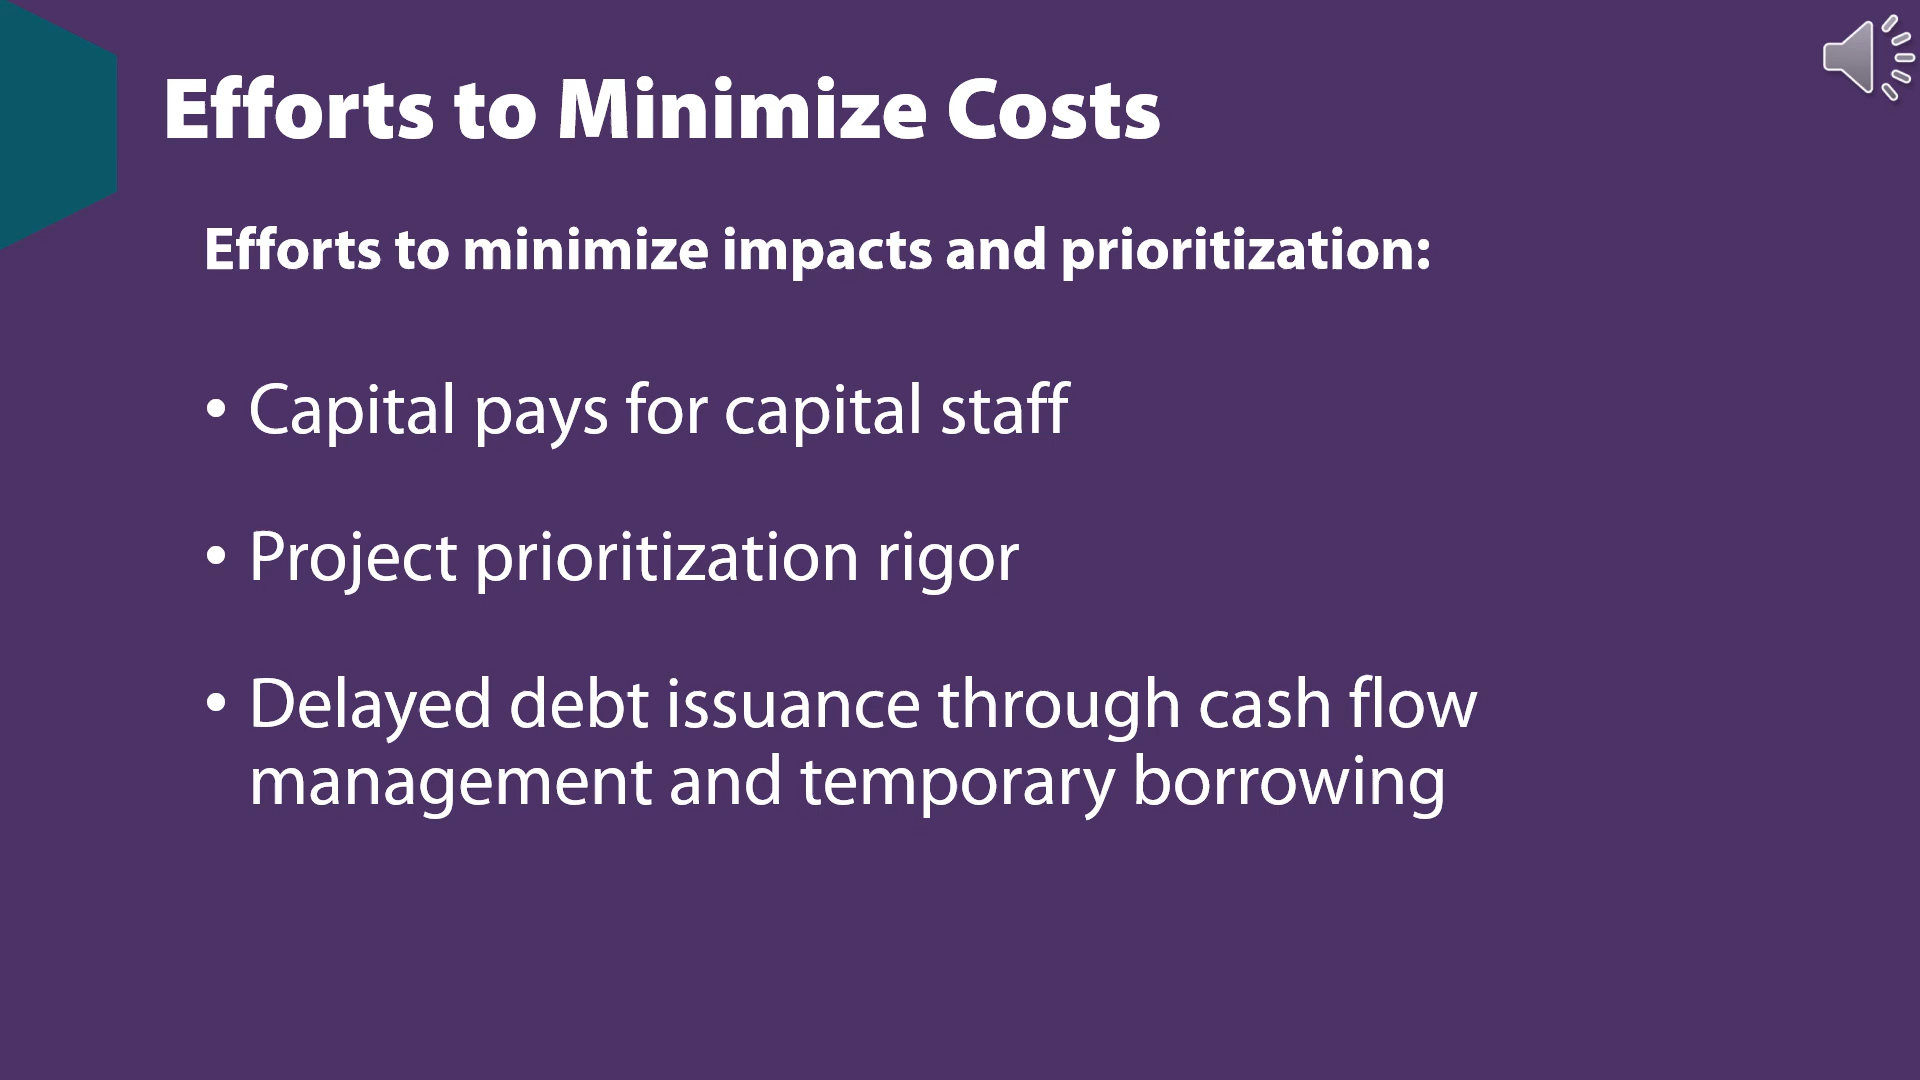 Efforts to Minimize Costs
Efforts to minimize impacts and prioritization:
• Capital pays for capital staff
• Project prioritization rigor
• Delayed debt issuance through cash flow
management and temporary borrowing